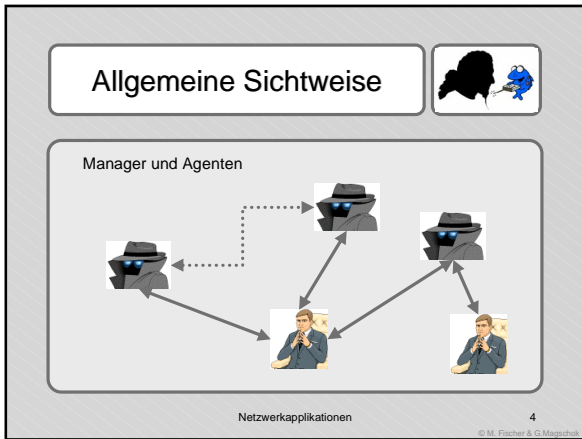 Allgemeine Sichtweise
Manager und Agenten
Netzwerkapplikationen
4
© M. Fischer & G.Magschok